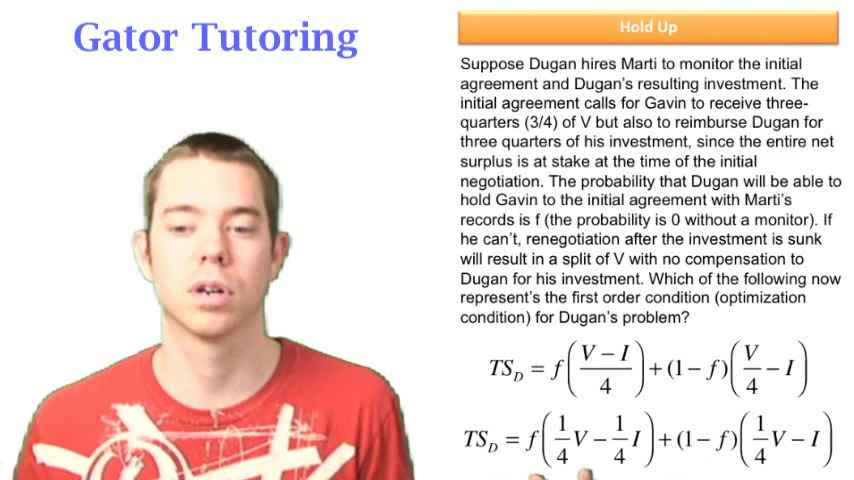 Gator Tutoring
Hold Up
Suppose Dugan hires Marti to monitor the initial
agreement and Dugan's resulting investment. The
initial agreement calls for Gavin to receive three-
quarters (3/4) of V but also to reimburse Dugan for
three quarters of his investment, since the entire net
surplus is at stake at the time of the initial
negotiation. The probability that Dugan will be able to
hold Gavin to the initial agreement with Marti's
records is f (the probability is 0 without a monitor). If
he can't, renegotiation after the investment is sunk
will result in a split of V with no compensation to
Dugan for his investment. Which of the following now
represent's the first order condition (optimization
condition) for Dugan's problem?
TS_D = f((V − I)/4) + (1 − f)(V/4 − I)
TS_D = f(1/4 V − 1/4 I) + (1 − f)(1/4 V − I)